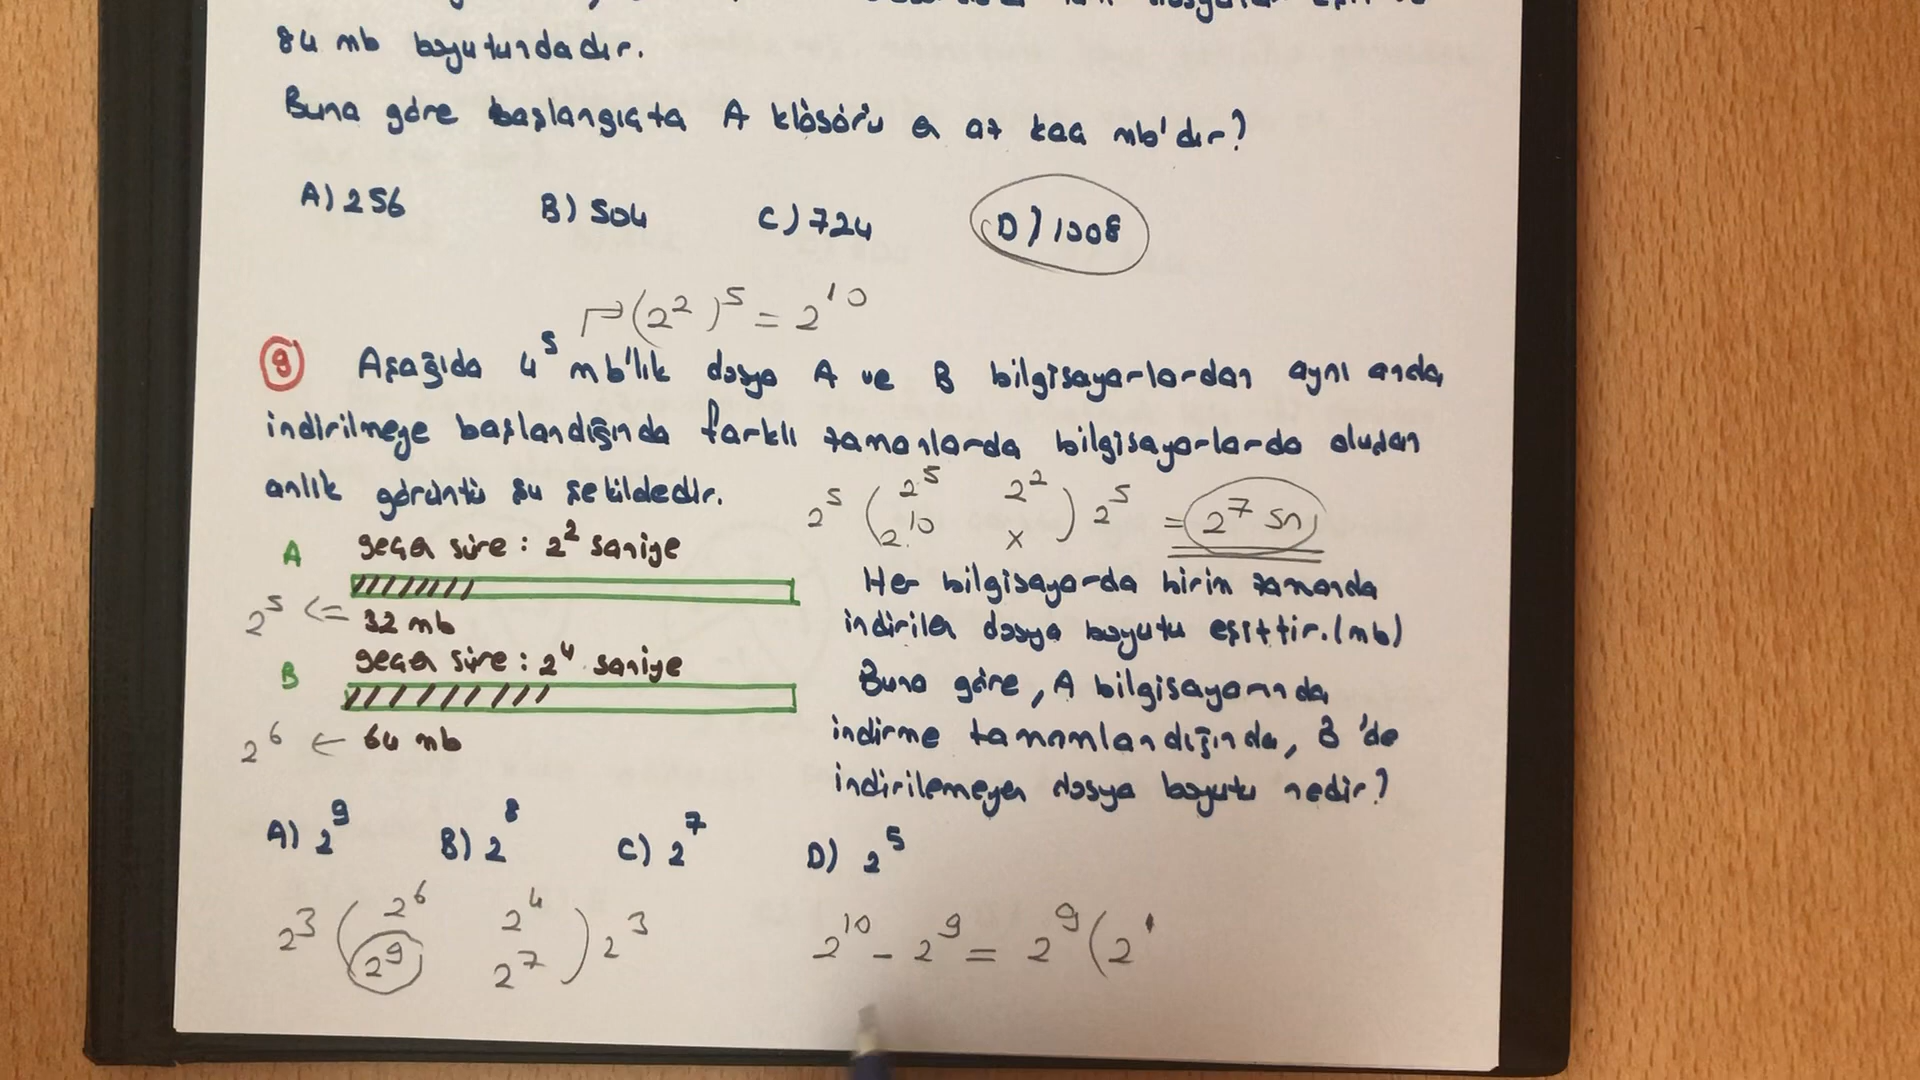 84 mb boyutundadır.
Buna göre başlangıçta A klösörü en az kaç mb'dır?
A) 256 B) 504 C) 724 D) 1008
(2²)⁵ = 2¹⁰
9 Aşağıda 4⁵ mb'lık dosya A ve B bilgisayarlardan aynı anda,
indirilmeye başlandığında farklı zamanlarda bilgisayarlarda oluşan
anlık görüntü şu şekildedir.
2⁵ ( 2⁵ 2² ) 2⁵ = 2⁷ sn
2¹⁰ x
A geçen süre : 2² saniye
2⁵ <= 32 mb
B geçen süre : 2⁴ saniye
2⁶ ← 64 mb
Her bilgisayarda birim zamanda
indirilen dosya boyutu eşittir.(mb)
Buna göre, A bilgisayarında,
indirme tamamlandığında, B'de
indirilemeyen dosya boyutu nedir?
A) 2⁹ B) 2⁸ C) 2⁷ D) 2⁵
2³ ( 2⁶ 2⁴ ) 2³
2⁹ 2⁷
2¹⁰ - 2⁹ = 2⁹ (2¹